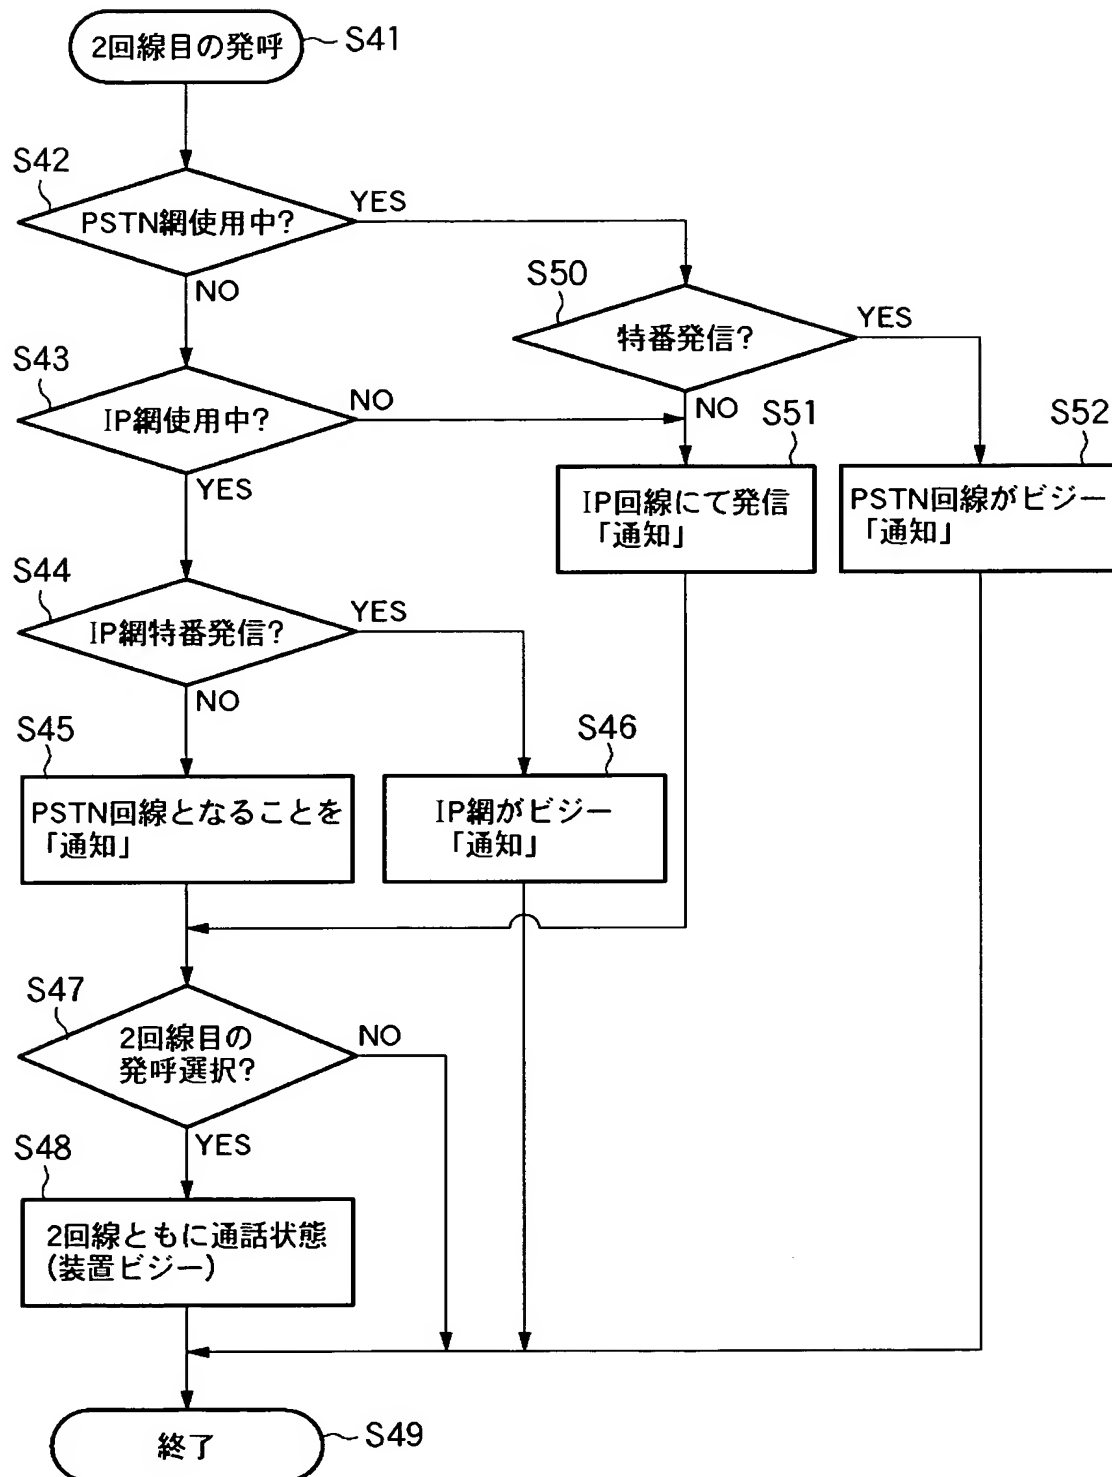 2回線目の発呼
S41
S42
PSTN網使用中?
YES
NO
S50
特番発信?
YES
NO
S43
IP網使用中?
NO
YES
S51
IP回線にて発信
「通知」
S52
PSTN回線がビジー
「通知」
S44
IP網特番発信?
YES
NO
S45
PSTN回線となることを
「通知」
S46
IP網がビジー
「通知」
S47
2回線目の
発呼選択?
NO
YES
S48
2回線ともに通話状態
(装置ビジー)
終了
S49